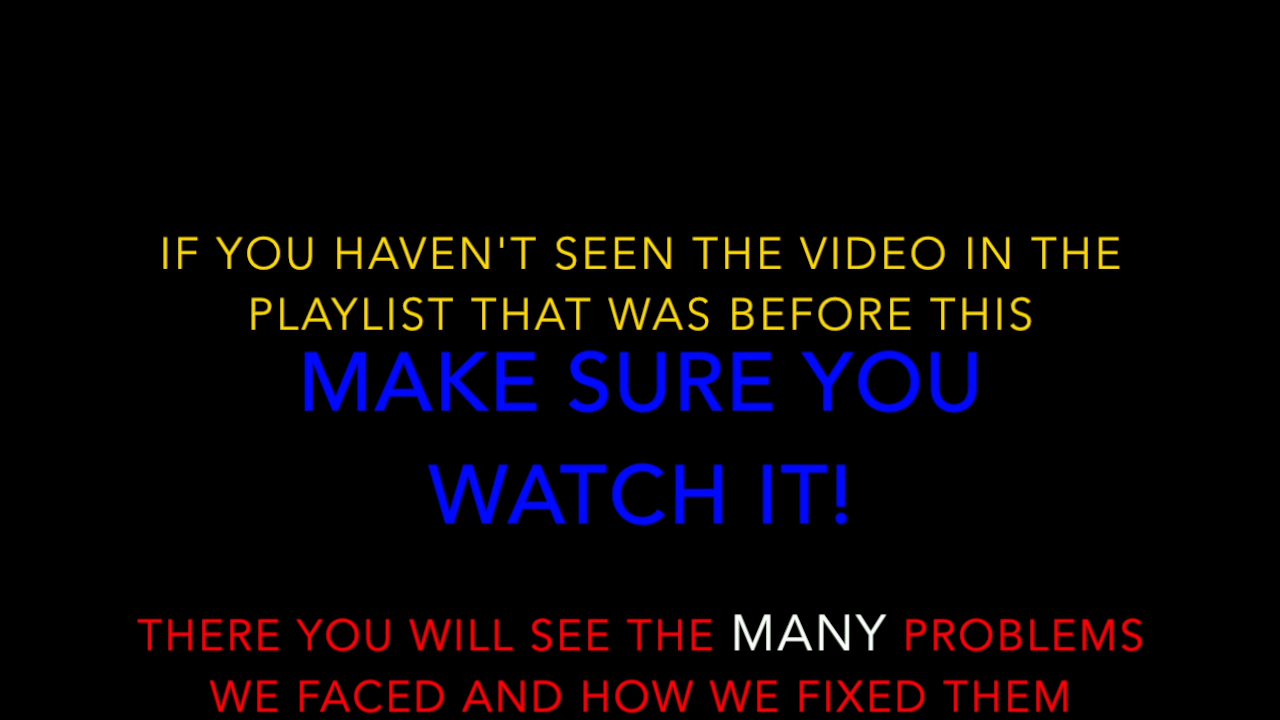 IF YOU HAVEN'T SEEN THE VIDEO IN THE
PLAYLIST THAT WAS BEFORE THIS
MAKE SURE YOU
WATCH IT!
THERE YOU WILL SEE THE MANY PROBLEMS
WE FACED AND HOW WE FIXED THEM